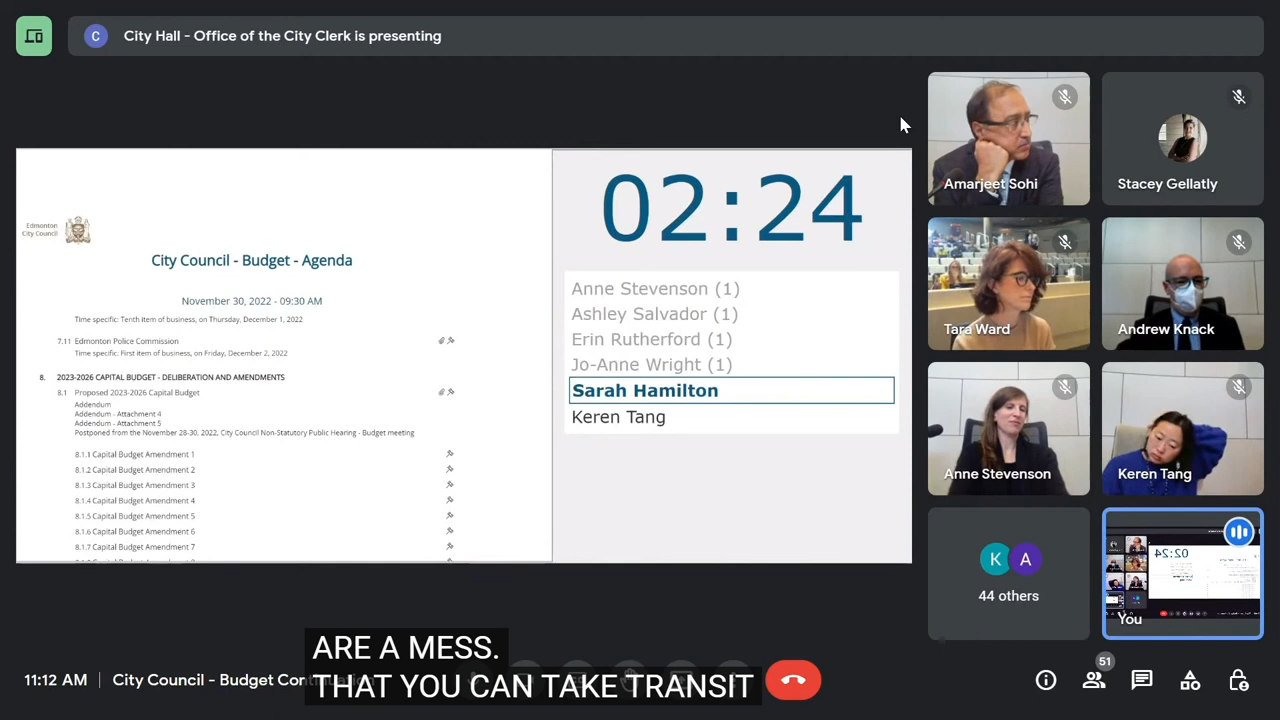 C City Hall - Office of the City Clerk is presenting
Edmonton
City Council
City Council - Budget - Agenda
November 30, 2022 - 09:30 AM
Time specific: Tenth item of business, on Thursday, December 1, 2022
7.11 Edmonton Police Commission
Time specific: First item of business, on Friday, December 2, 2022
8. 2023-2026 CAPITAL BUDGET - DELIBERATION AND AMENDMENTS
8.1 Proposed 2023-2026 Capital Budget
Addendum
Addendum - Attachment 4
Addendum - Attachment 5
Postponed from the November 28-30, 2022, City Council Non-Statutory Public Hearing - Budget meeting
8.1.1 Capital Budget Amendment 1
8.1.2 Capital Budget Amendment 2
8.1.3 Capital Budget Amendment 3
8.1.4 Capital Budget Amendment 4
8.1.5 Capital Budget Amendment 5
8.1.6 Capital Budget Amendment 6
8.1.7 Capital Budget Amendment 7
02:24
Anne Stevenson (1)
Ashley Salvador (1)
Erin Rutherford (1)
Jo-Anne Wright (1)
Sarah Hamilton
Keren Tang
Amarjeet Sohi
Stacey Gellatly
Tara Ward
Andrew Knack
Anne Stevenson
Keren Tang
K A
44 others
02:24
You
ARE A MESS.
THAT YOU CAN TAKE TRANSIT
11:12 AM
City Council - Budget Con
51